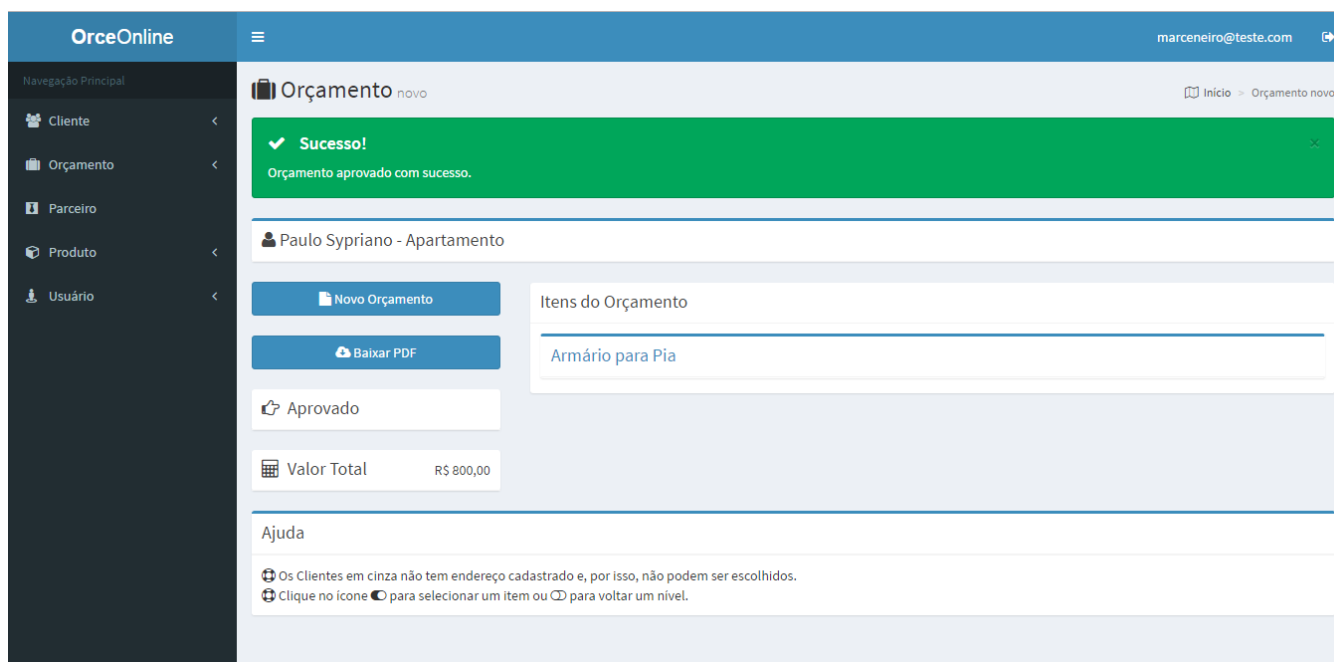 OrceOnline
marceneiro@teste.com
Navegação Principal
Cliente
Orçamento
Parceiro
Produto
Usuário
Orçamento novo
Início > Orçamento novo
Sucesso!
×
Orçamento aprovado com sucesso.
Paulo Sypriano - Apartamento
Novo Orçamento
Baixar PDF
Aprovado
Valor Total R$ 800,00
Itens do Orçamento
Armário para Pia
Ajuda
Os Clientes em cinza não tem endereço cadastrado e, por isso, não podem ser escolhidos.
Clique no ícone para selecionar um item ou para voltar um nível.